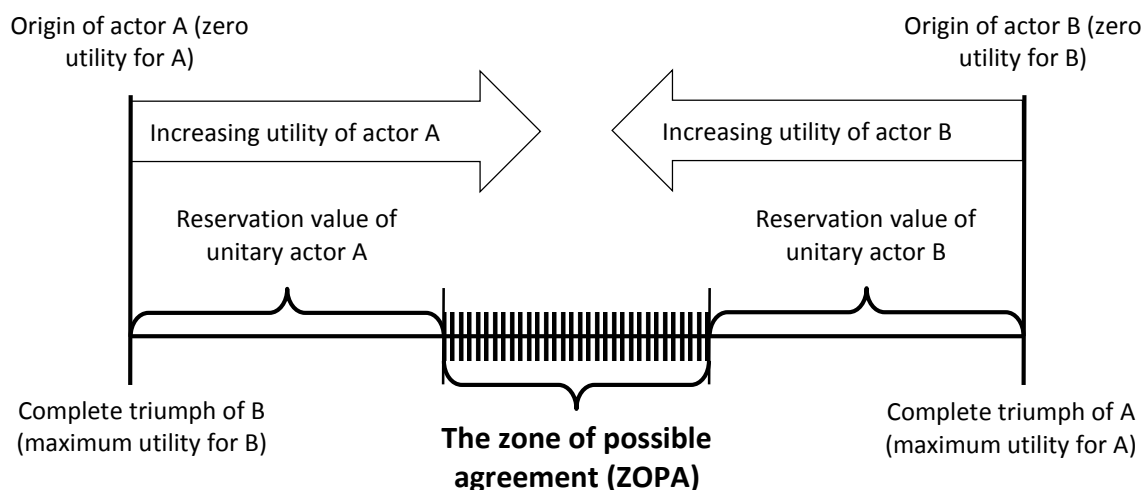 Origin of actor A (zero
utility for A)
Origin of actor B (zero
utility for B)
Increasing utility of actor A
Increasing utility of actor B
Reservation value of
unitary actor A
Reservation value of
unitary actor B
Complete triumph of B
(maximum utility for B)
The zone of possible
agreement (ZOPA)
Complete triumph of A
(maximum utility for A)